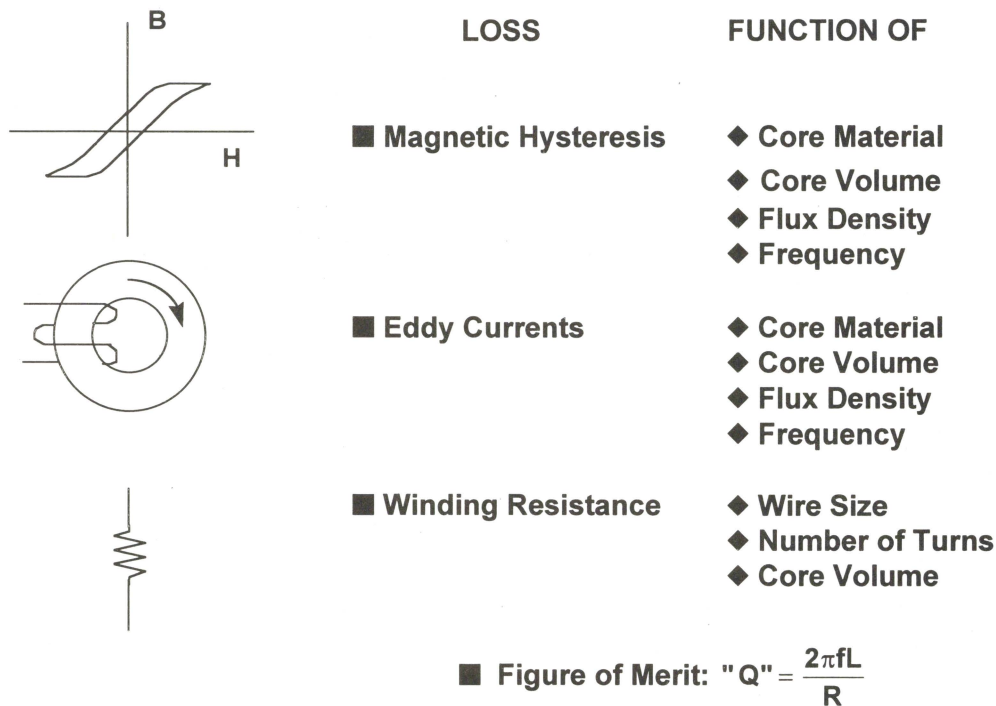 B
LOSS FUNCTION OF
H
■ Magnetic Hysteresis ◆ Core Material
◆ Core Volume
◆ Flux Density
◆ Frequency
■ Eddy Currents ◆ Core Material
◆ Core Volume
◆ Flux Density
◆ Frequency
■ Winding Resistance ◆ Wire Size
◆ Number of Turns
◆ Core Volume
■ Figure of Merit: "Q" = 2πfL / R